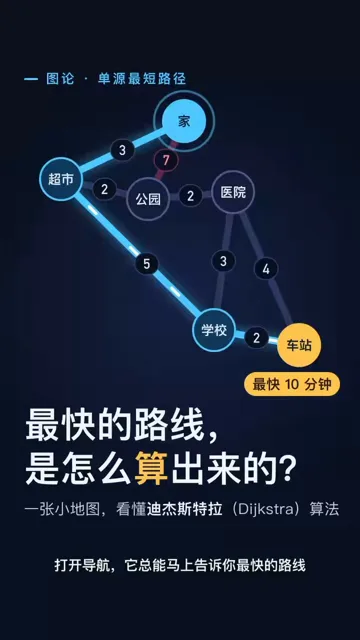 图论 · 单源最短路径
家
3
7
超市
2
公园
2
医院
5
3
4
学校
2
车站
最快 10 分钟
最快的路线，
是怎么算出来的？
一张小地图，看懂迪杰斯特拉（Dijkstra）算法
打开导航，它总能马上告诉你最快的路线